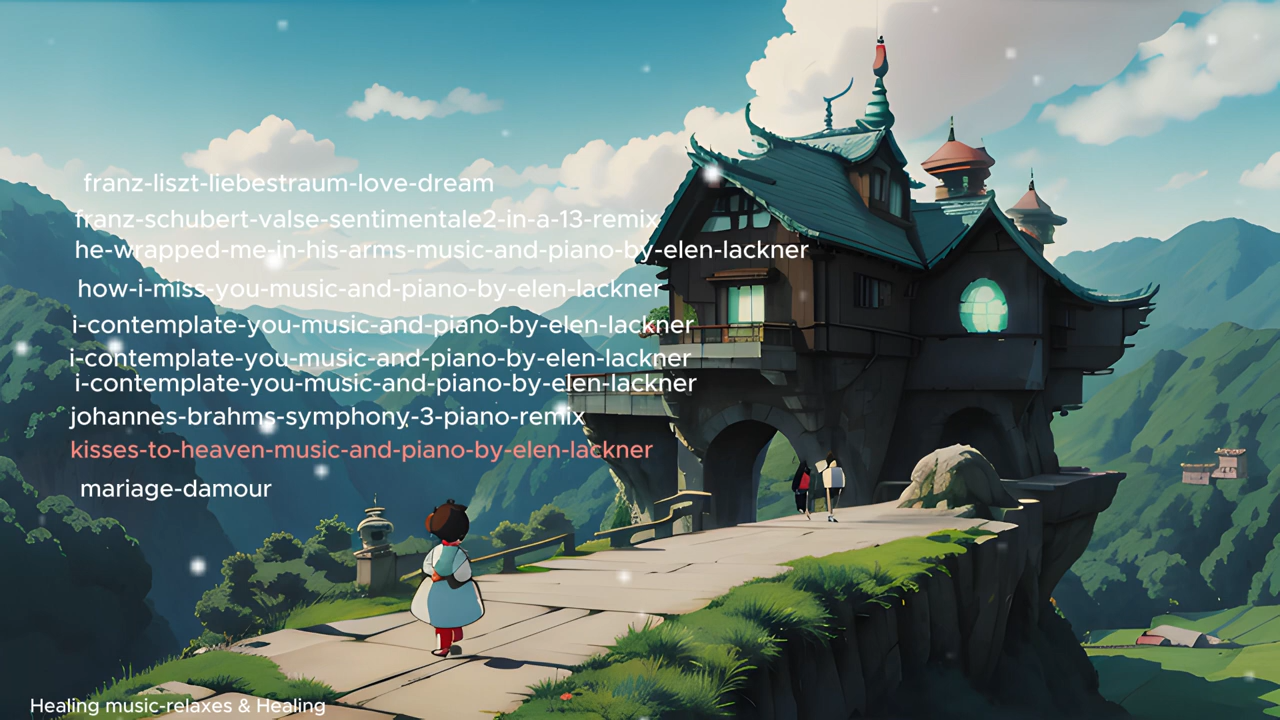 franz-liszt-liebestraum-love-dream
franz-schubert-valse-sentimentale2-in-a-13-remix
he-wrapped-me-in-his-arms-music-and-piano-by-elen-lackner
how-i-miss-you-music-and-piano-by-elen-lackner
i-contemplate-you-music-and-piano-by-elen-lackner
i-contemplate-you-music-and-piano-by-elen-lackner
i-contemplate-you-music-and-piano-by-elen-lackner
johannes-brahms-symphony-3-piano-remix
kisses-to-heaven-music-and-piano-by-elen-lackner
mariage-damour
Healing music-relaxes & Healing